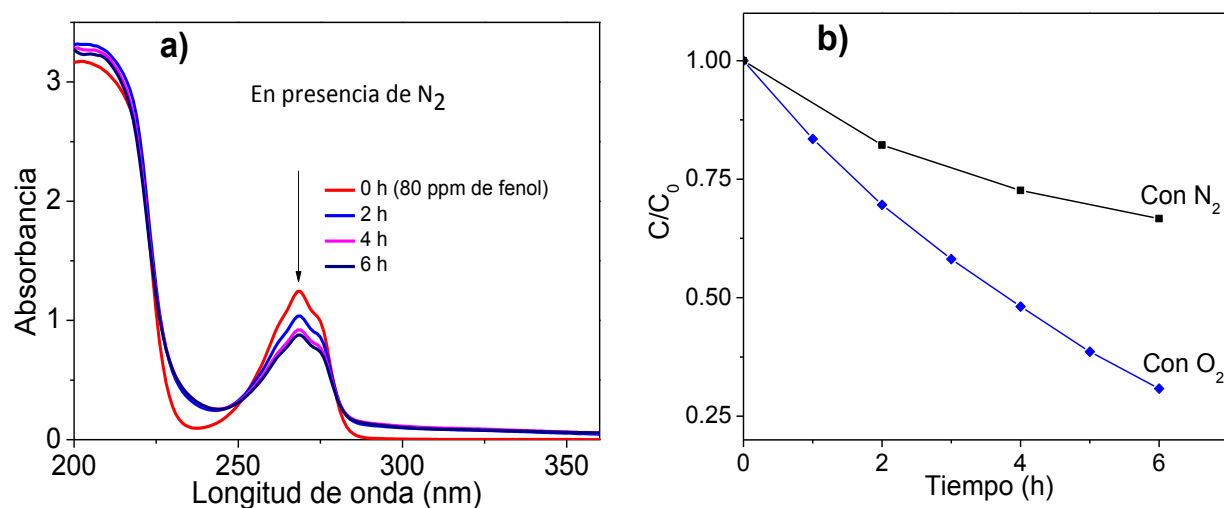 a)
En presencia de N2
0 h (80 ppm de fenol)
2 h
4 h
6 h
Absorbancia
3
2
1
0
200
250
300
350
Longitud de onda (nm)
b)
C/C0
1.00
0.75
0.50
0.25
Con N2
Con O2
0
2
4
6
Tiempo (h)